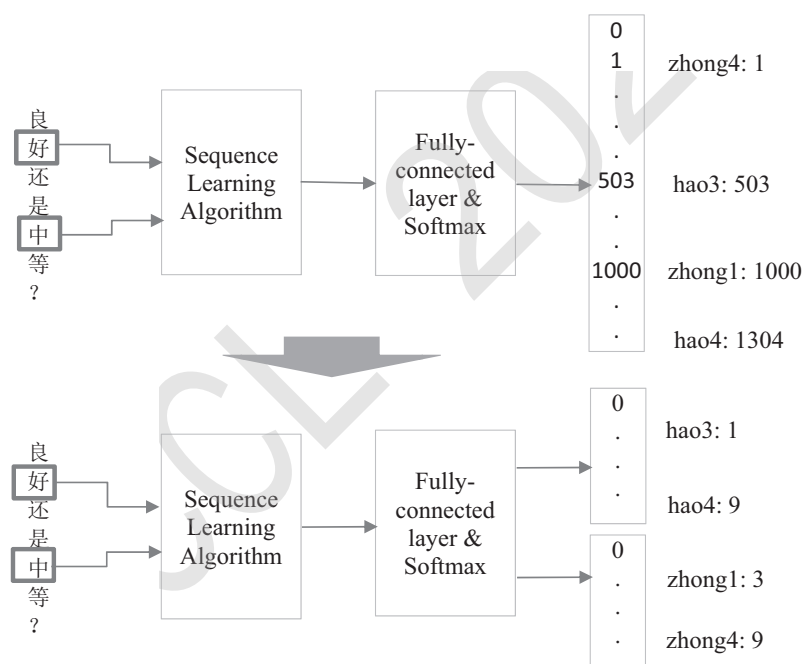 良
好
还
是
中
等
?
Sequence
Learning
Algorithm
Fully-
connected
layer &
Softmax
0
1
.
.
.
503
.
.
1000
.
.
zhong4: 1
hao3: 503
zhong1: 1000
hao4: 1304
良
好
还
是
中
等
?
Sequence
Learning
Algorithm
Fully-
connected
layer &
Softmax
0
.
.
.
hao3: 1
hao4: 9
0
.
.
.
zhong1: 3
zhong4: 9
CCL 202